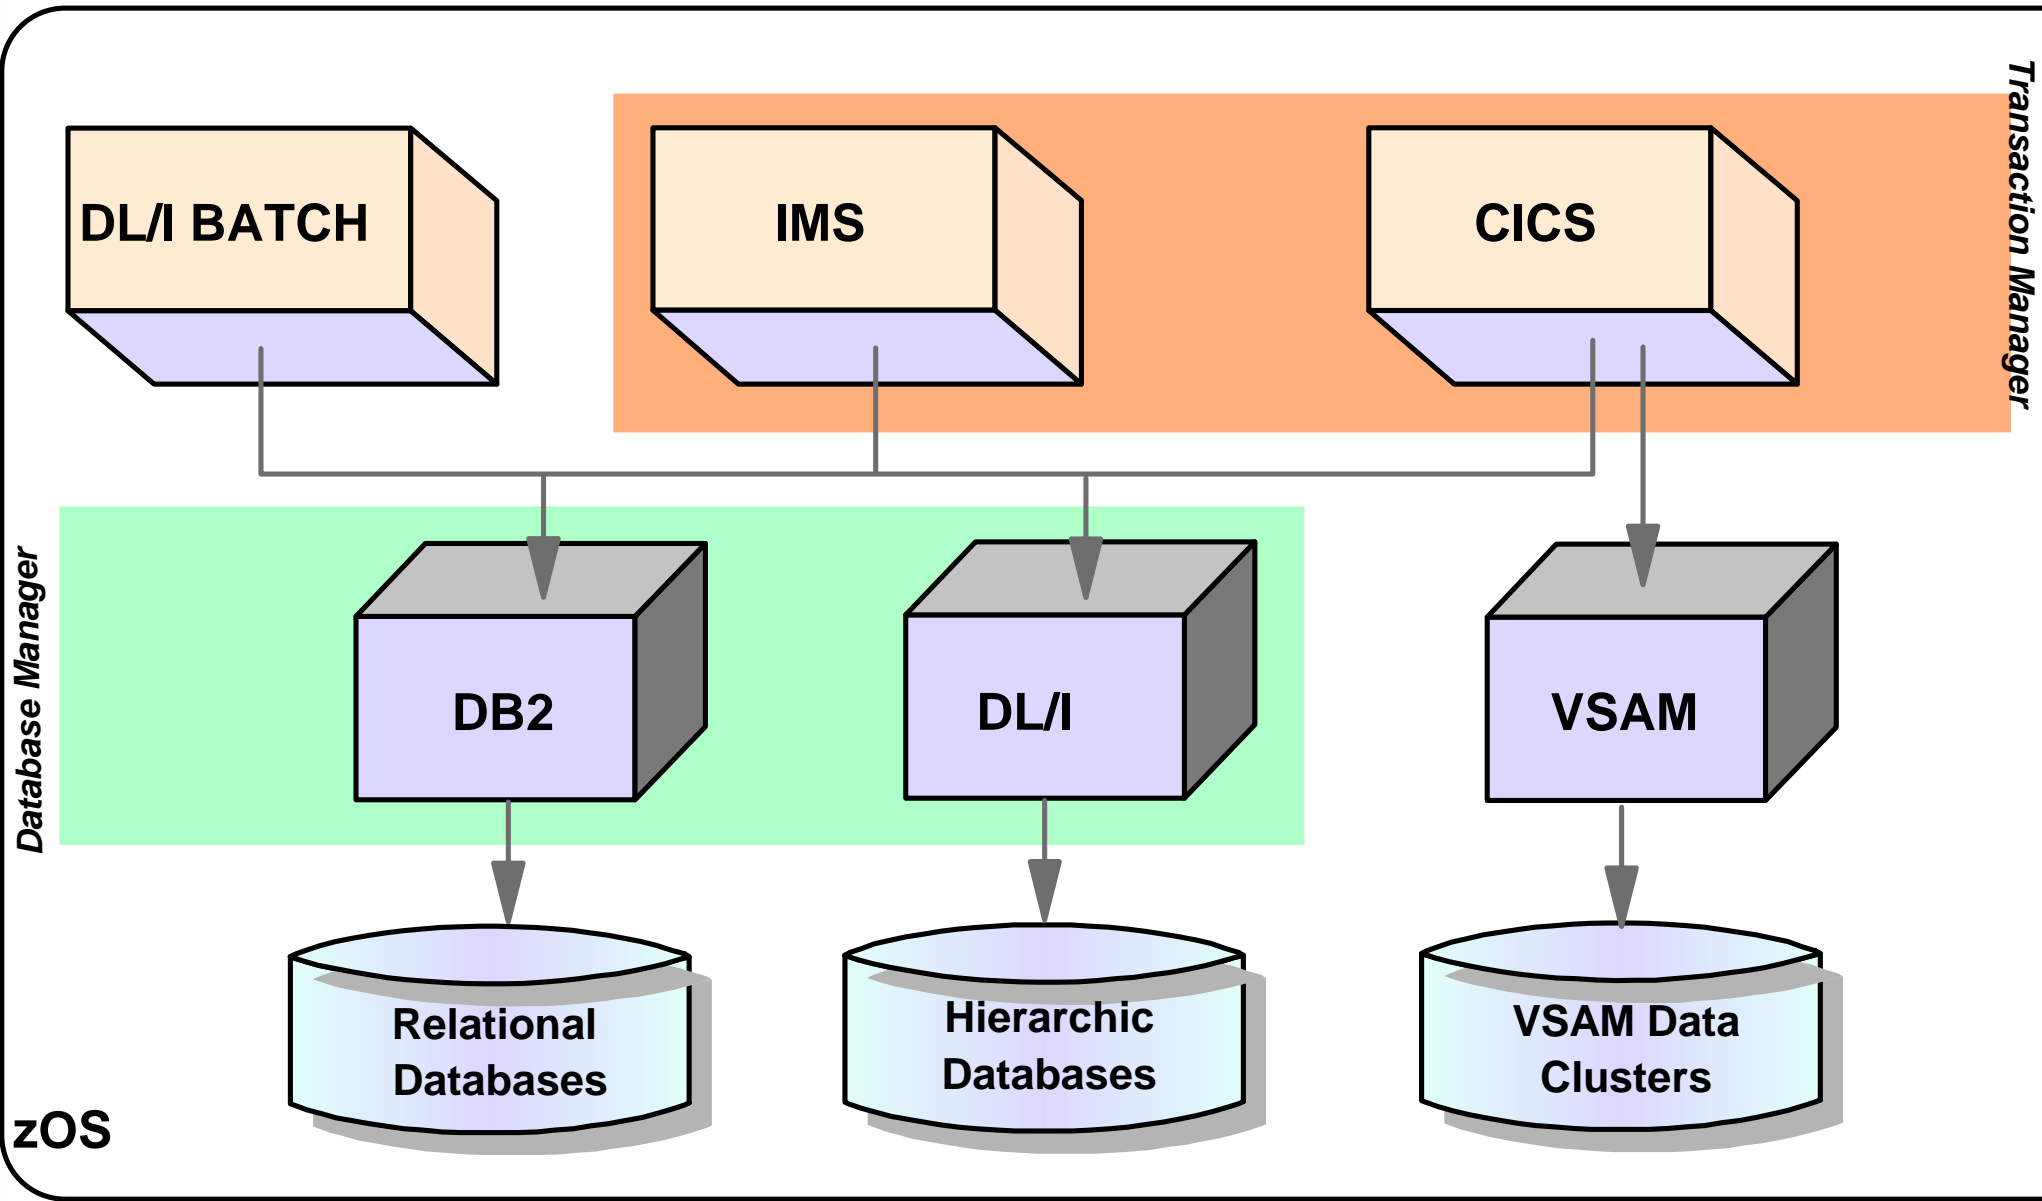 Transaction Manager
DL/I BATCH
IMS
CICS
Database Manager
DB2
DL/I
VSAM
Relational
Databases
Hierarchic
Databases
VSAM Data
Clusters
zOS